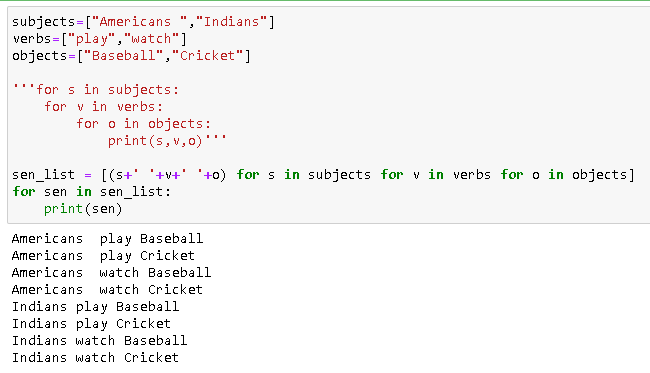 subjects=["Americans ","Indians"]
verbs=["play","watch"]
objects=["Baseball","Cricket"]

'''for s in subjects:
    for v in verbs:
        for o in objects:
            print(s,v,o)'''

sen_list = [(s+' '+v+' '+o) for s in subjects for v in verbs for o in objects]
for sen in sen_list:
    print(sen)

Americans  play Baseball
Americans  play Cricket
Americans  watch Baseball
Americans  watch Cricket
Indians play Baseball
Indians play Cricket
Indians watch Baseball
Indians watch Cricket